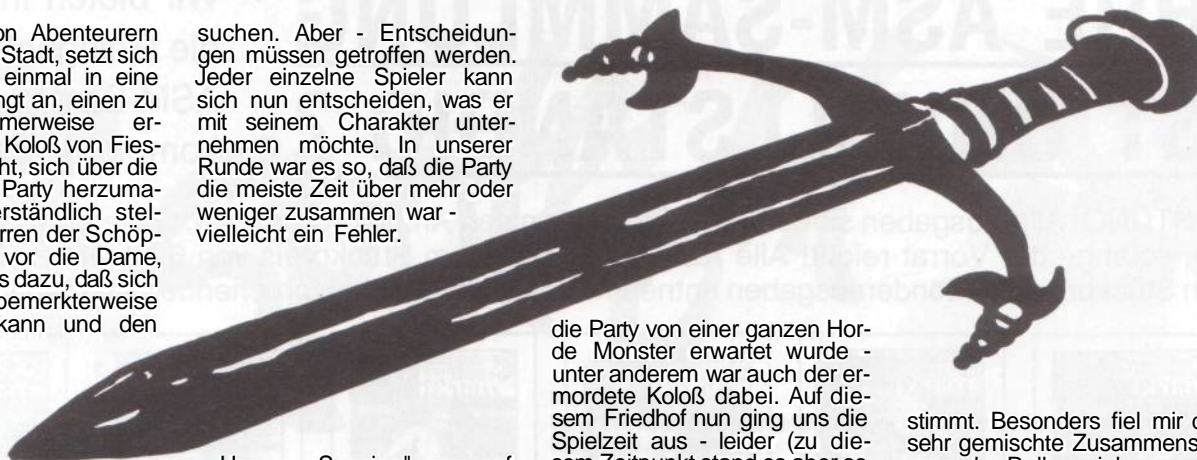 on Abenteurern
Stadt, setzt sich
einmal in eine
ngt an, einen zu
merweise er-
Koloß von Fies-
ht, sich über die
Party herzuma-
erständlich stel-
rren der Schöp-
vor die Dame,
s dazu, daß sich
bemerkterweise
kann und den
suchen. Aber - Entscheidun-
gen müssen getroffen werden.
Jeder einzelne Spieler kann
sich nun entscheiden, was er
mit seinem Charakter unter-
nehmen möchte. In unserer
Runde war es so, daß die Party
die meiste Zeit über mehr oder
weniger zusammen war -
vielleicht ein Fehler.
die Party von einer ganzen Hor-
de Monster erwartet wurde -
unter anderem war auch der er-
mordete Koloß dabei. Auf die-
sem Friedhof nun ging uns die
Spielzeit aus - leider (zu die-
sem Zeitpunkt stand es aber so
stimmt. Besonders fiel mir d
sehr gemischte Zusammens